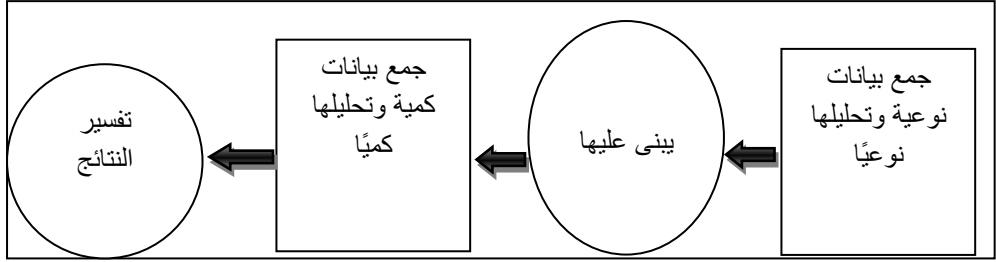 جمع بيانات
نوعية وتحليلها
نوعيًا
يبنى عليها
جمع بيانات
كمية وتحليلها
كميًا
تفسير
النتائج